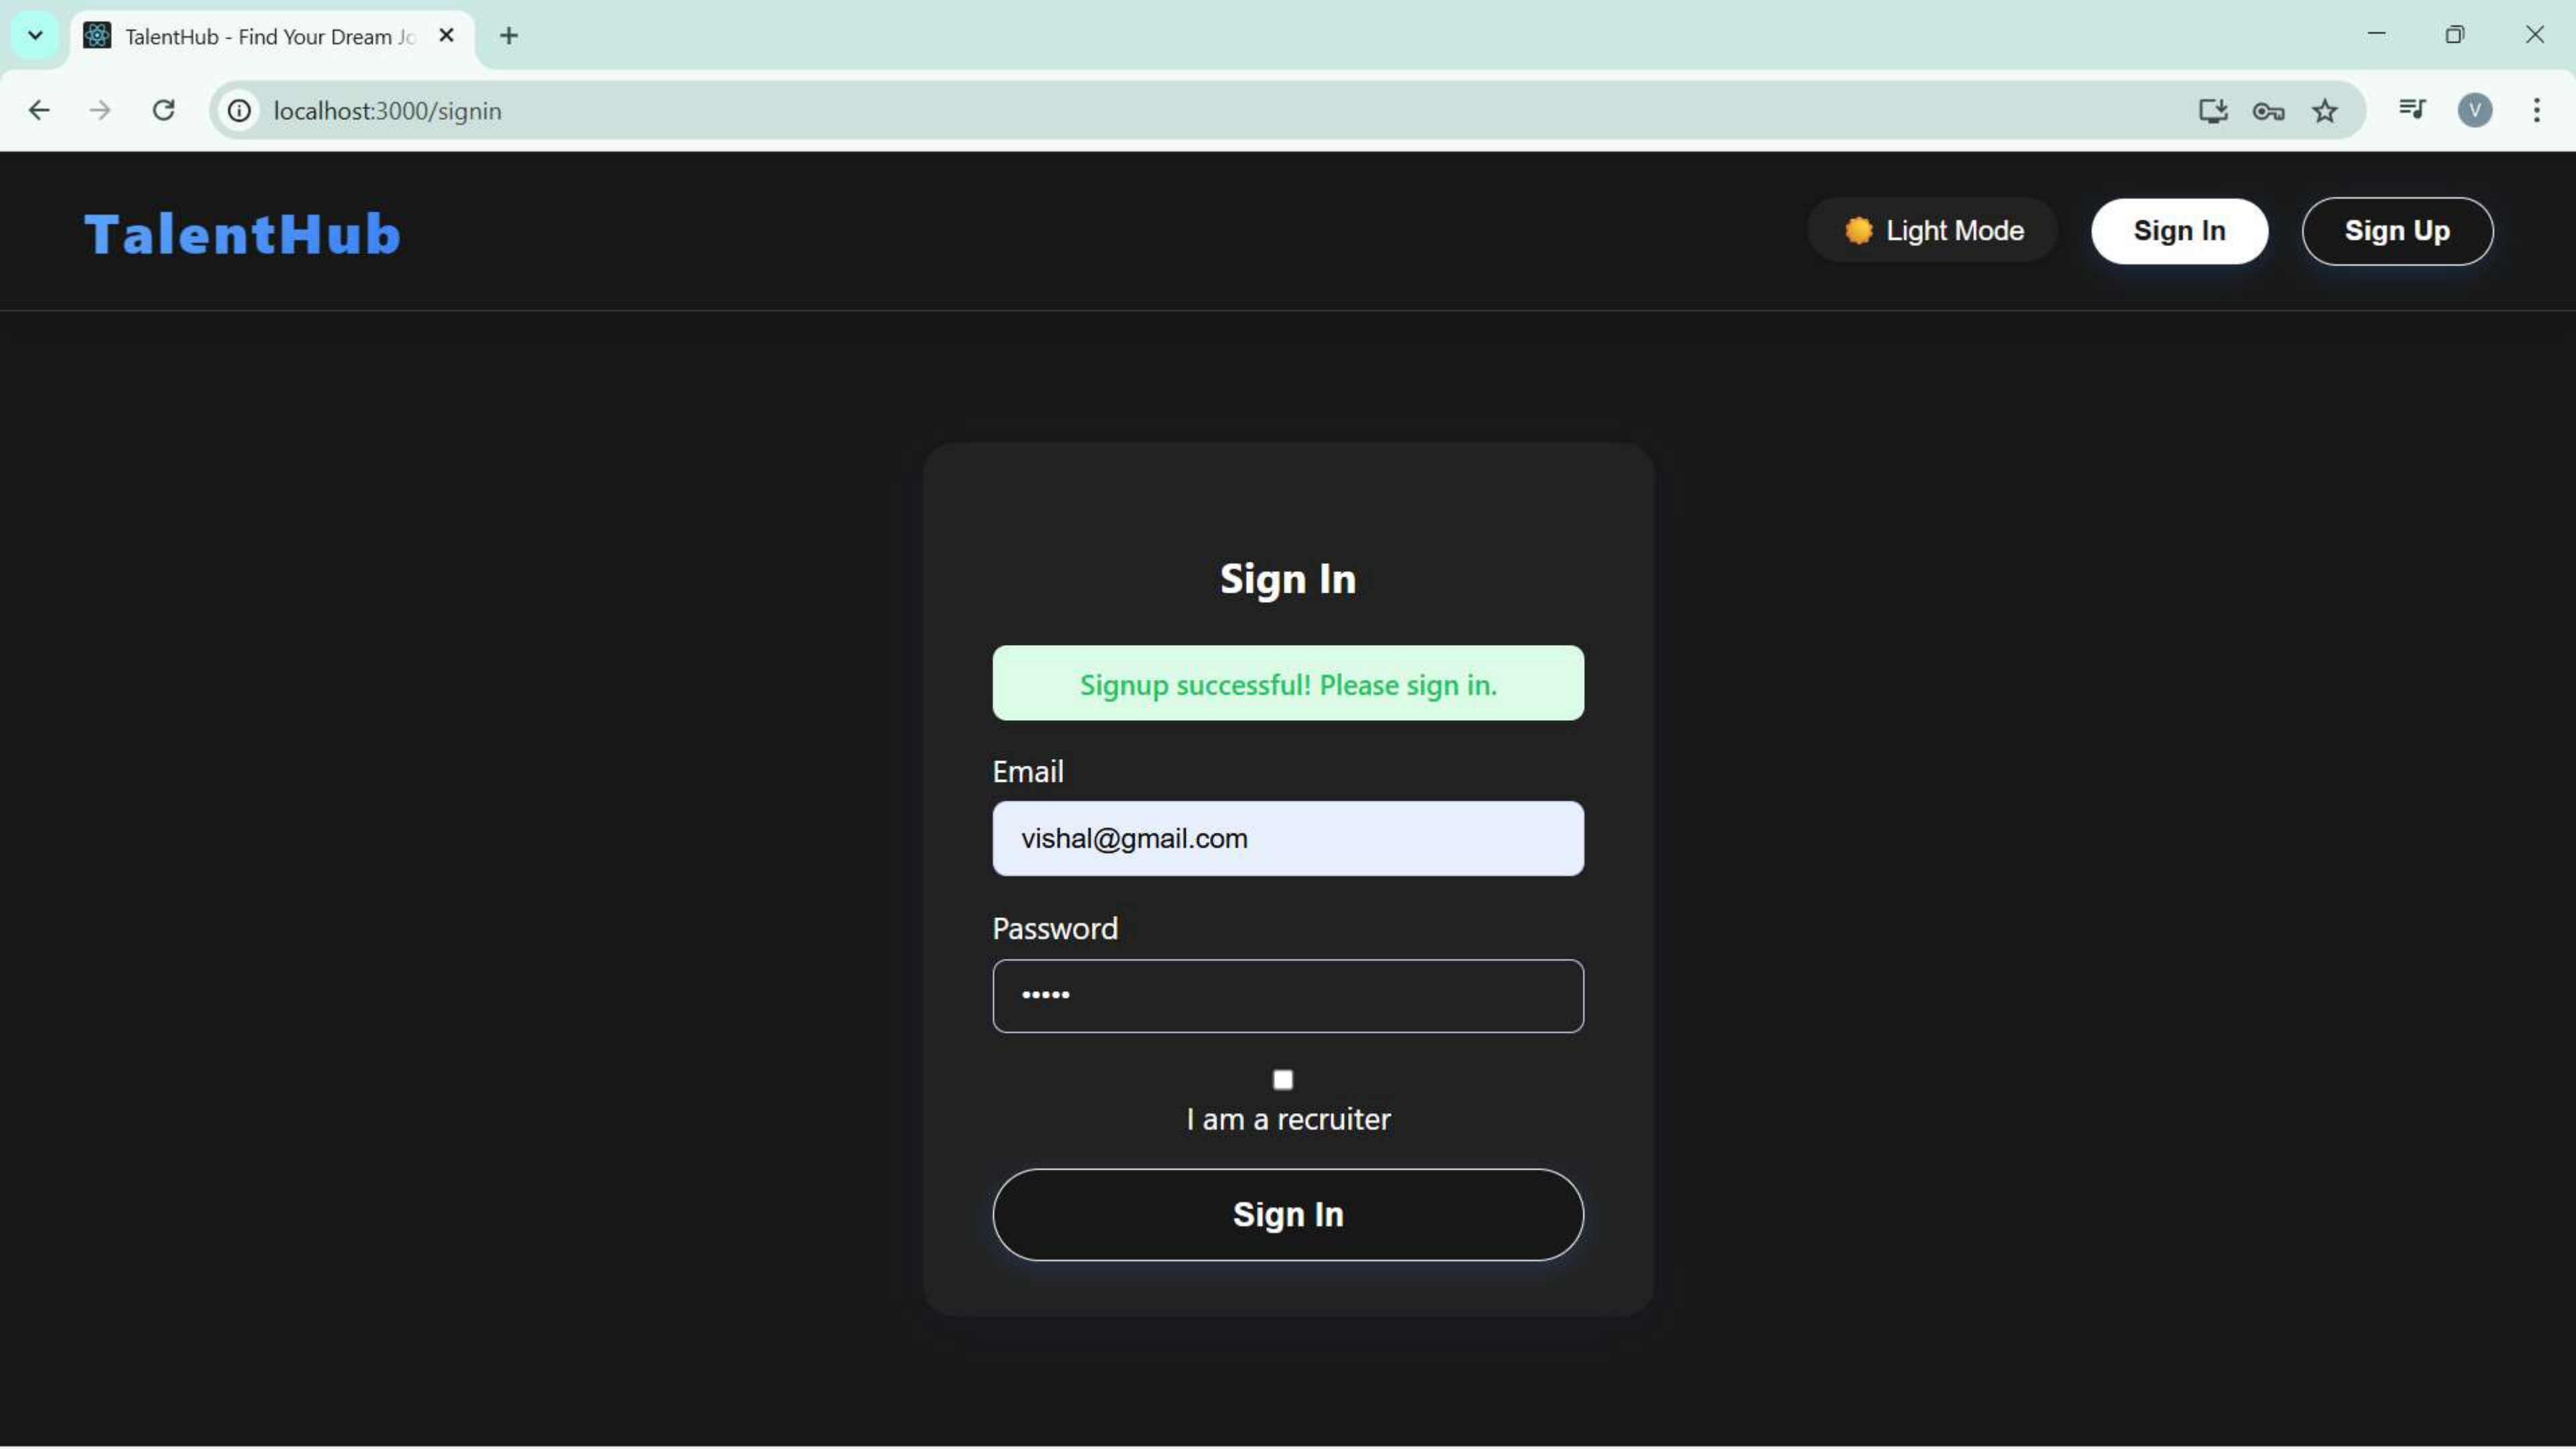 TalentHub - Find Your Dream Jo
localhost:3000/signin
V
TalentHub
Light Mode
Sign In
Sign Up
Sign In
Signup successful! Please sign in.
Email
vishal@gmail.com
Password
•••••
I am a recruiter
Sign In